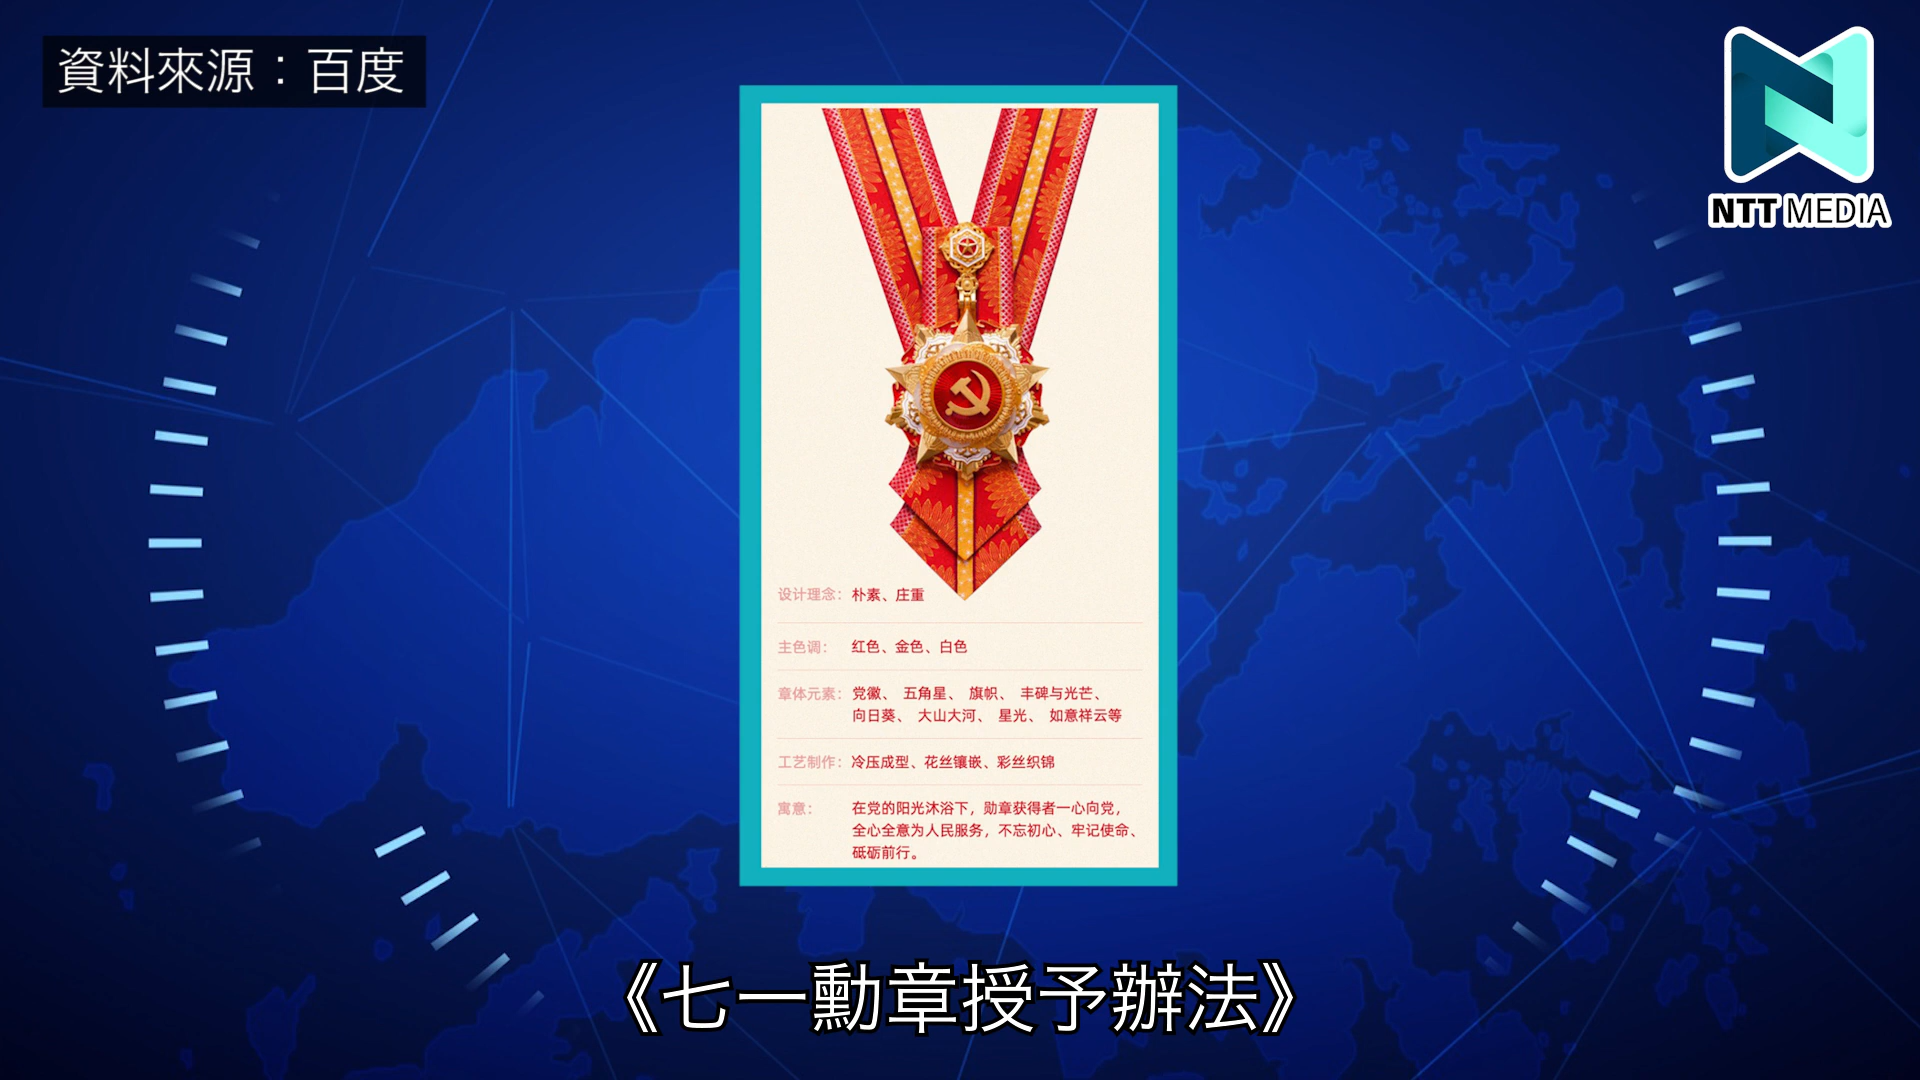 資料來源：百度
NTT MEDIA
设计理念： 朴素、庄重
主色调： 红色、金色、白色
章体元素： 党徽、 五角星、 旗帜、 丰碑与光芒、
向日葵、 大山大河、 星光、 如意祥云等
工艺制作： 冷压成型、花丝镶嵌、彩丝织锦
寓意： 在党的阳光沐浴下，勋章获得者一心向党，
全心全意为人民服务，不忘初心、牢记使命、
砥砺前行。
《七一勳章授予辦法》